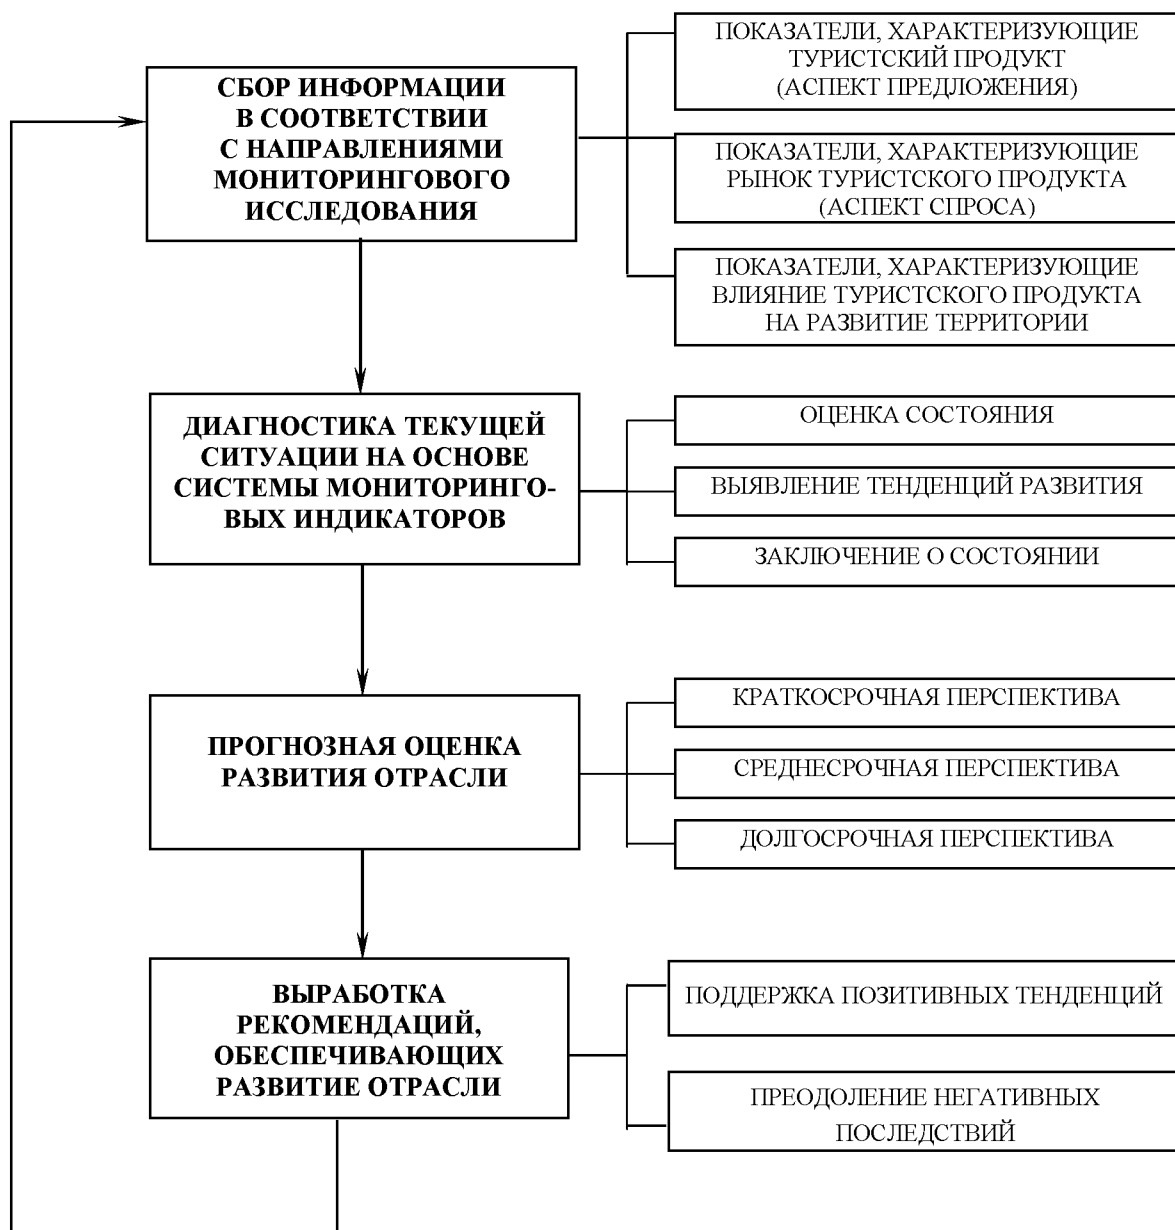 СБОР ИНФОРМАЦИИ
В СООТВЕТСТВИИ
С НАПРАВЛЕНИЯМИ
МОНИТОРИНГОВОГО
ИССЛЕДОВАНИЯ
ПОКАЗАТЕЛИ, ХАРАКТЕРИЗУЮЩИЕ
ТУРИСТСКИЙ ПРОДУКТ
(АСПЕКТ ПРЕДЛОЖЕНИЯ)
ПОКАЗАТЕЛИ, ХАРАКТЕРИЗУЮЩИЕ
РЫНОК ТУРИСТСКОГО ПРОДУКТА
(АСПЕКТ СПРОСА)
ПОКАЗАТЕЛИ, ХАРАКТЕРИЗУЮЩИЕ
ВЛИЯНИЕ ТУРИСТСКОГО ПРОДУКТА
НА РАЗВИТИЕ ТЕРРИТОРИИ
ДИАГНОСТИКА ТЕКУЩЕЙ
СИТУАЦИИ НА ОСНОВЕ
СИСТЕМЫ МОНИТОРИНГО-
ВЫХ ИНДИКАТОРОВ
ОЦЕНКА СОСТОЯНИЯ
ВЫЯВЛЕНИЕ ТЕНДЕНЦИЙ РАЗВИТИЯ
ЗАКЛЮЧЕНИЕ О СОСТОЯНИИ
ПРОГНОЗНАЯ ОЦЕНКА
РАЗВИТИЯ ОТРАСЛИ
КРАТКОСРОЧНАЯ ПЕРСПЕКТИВА
СРЕДНЕСРОЧНАЯ ПЕРСПЕКТИВА
ДОЛГОСРОЧНАЯ ПЕРСПЕКТИВА
ВЫРАБОТКА
РЕКОМЕНДАЦИЙ,
ОБЕСПЕЧИВАЮЩИХ
РАЗВИТИЕ ОТРАСЛИ
ПОДДЕРЖКА ПОЗИТИВНЫХ ТЕНДЕНЦИЙ
ПРЕОДОЛЕНИЕ НЕГАТИВНЫХ
ПОСЛЕДСТВИЙ